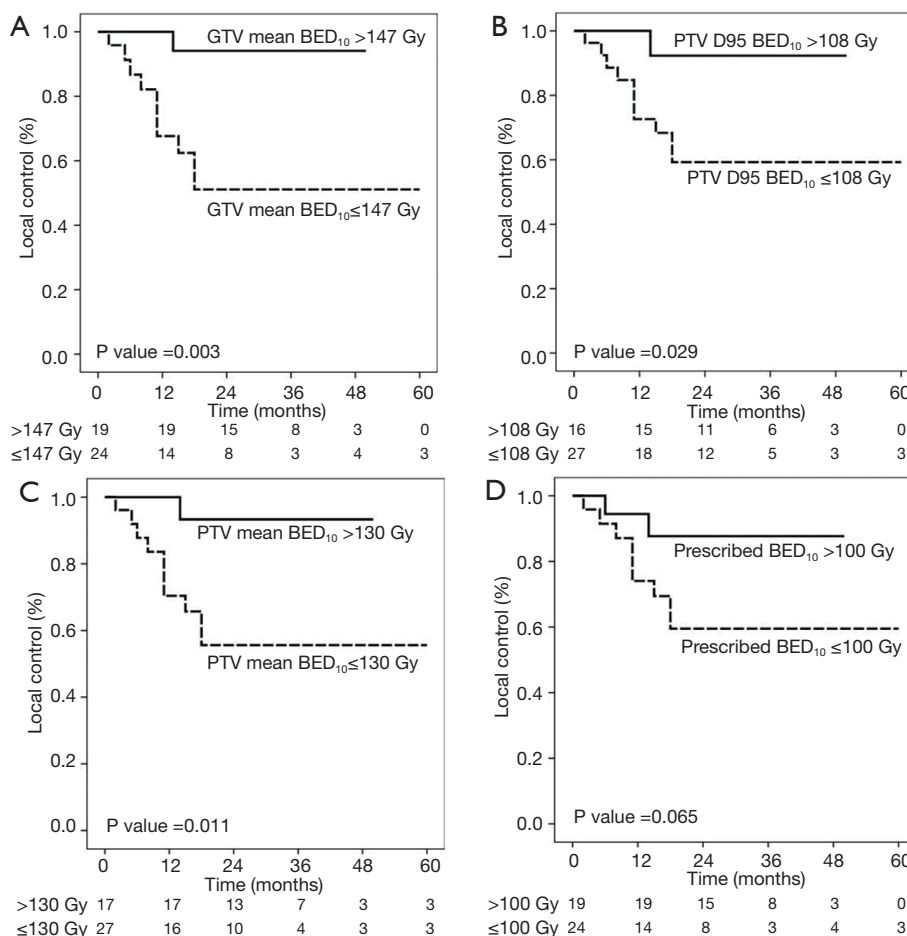 A
GTV mean BED₁₀ >147 Gy
GTV mean BED₁₀≤147 Gy
P value =0.003
Local control (%)
1.0
0.8
0.6
0.4
0.2
0.0
0 12 24 36 48 60
Time (months)
>147 Gy 19 19 15 8 3 0
≤147 Gy 24 14 8 3 4 3
B
PTV D95 BED₁₀ >108 Gy
PTV D95 BED₁₀ ≤108 Gy
P value =0.029
Local control (%)
1.0
0.8
0.6
0.4
0.2
0.0
0 12 24 36 48 60
Time (months)
>108 Gy 16 15 11 6 3 0
≤108 Gy 27 18 12 5 3 3
C
PTV mean BED₁₀ >130 Gy
PTV mean BED₁₀≤130 Gy
P value =0.011
Local control (%)
1.0
0.8
0.6
0.4
0.2
0.0
0 12 24 36 48 60
Time (months)
>130 Gy 17 17 13 7 3 3
≤130 Gy 27 16 10 4 3 3
D
Prescribed BED₁₀ >100 Gy
Prescribed BED₁₀ ≤100 Gy
P value =0.065
Local control (%)
1.0
0.8
0.6
0.4
0.2
0.0
0 12 24 36 48 60
Time (months)
>100 Gy 19 19 15 8 3 0
≤100 Gy 24 14 8 3 4 3